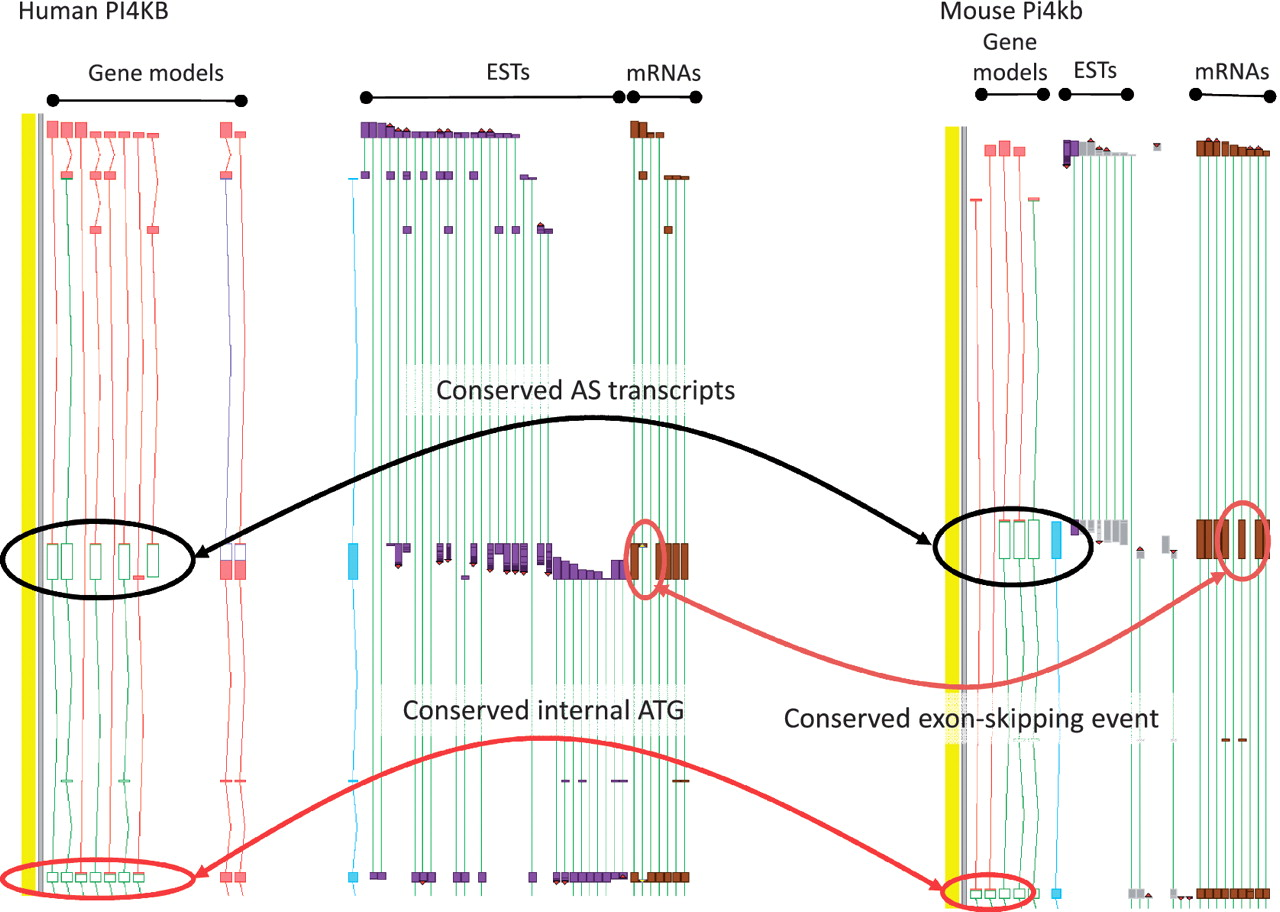 Human PI4KB
Mouse Pi4kb
Gene models
ESTs
mRNAs
Gene
models
ESTs
mRNAs
Conserved AS transcripts
Conserved internal ATG
Conserved exon-skipping event